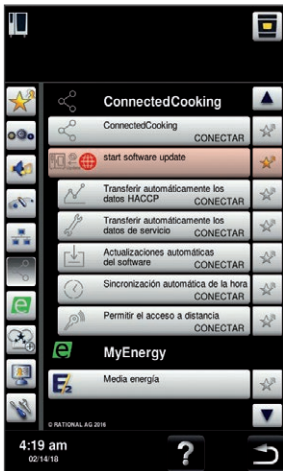 ConnectedCooking
ConnectedCooking
CONECTAR
start software update
Transferir automáticamente los
datos HACCP
CONECTAR
Transferir automáticamente los
datos de servicio
CONECTAR
Actualizaciones automáticas
del software
CONECTAR
Sincronización automática de la hora
CONECTAR
Permitir el acceso a distancia
CONECTAR
MyEnergy
Media energía
© RATIONAL AG 2016
4:19 am
02/14/18
?